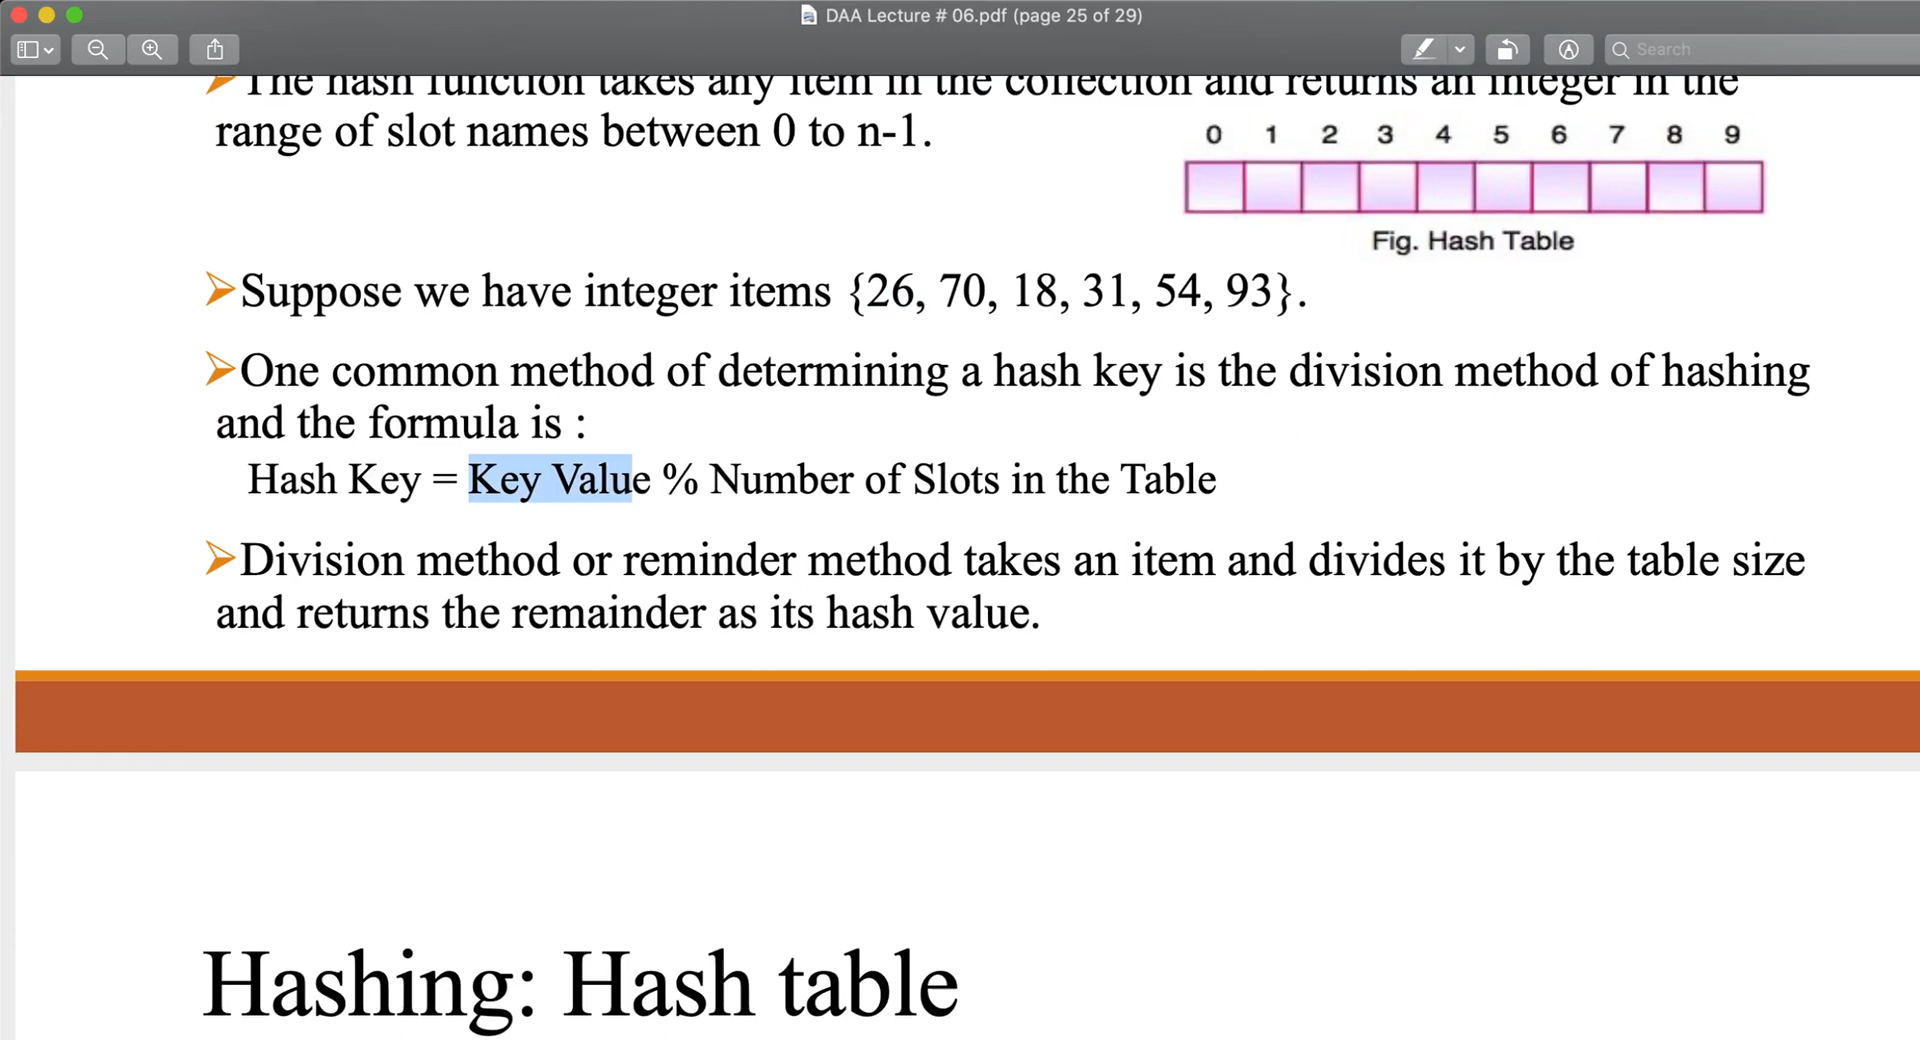 DAA Lecture # 06.pdf (page 25 of 29)
Search
The hash function takes any item in the collection and returns an integer in the
range of slot names between 0 to n-1.
0 1 2 3 4 5 6 7 8 9
Fig. Hash Table
➢Suppose we have integer items {26, 70, 18, 31, 54, 93}.
➢One common method of determining a hash key is the division method of hashing
and the formula is :
Hash Key = Key Value % Number of Slots in the Table
➢Division method or reminder method takes an item and divides it by the table size
and returns the remainder as its hash value.
Hashing: Hash table